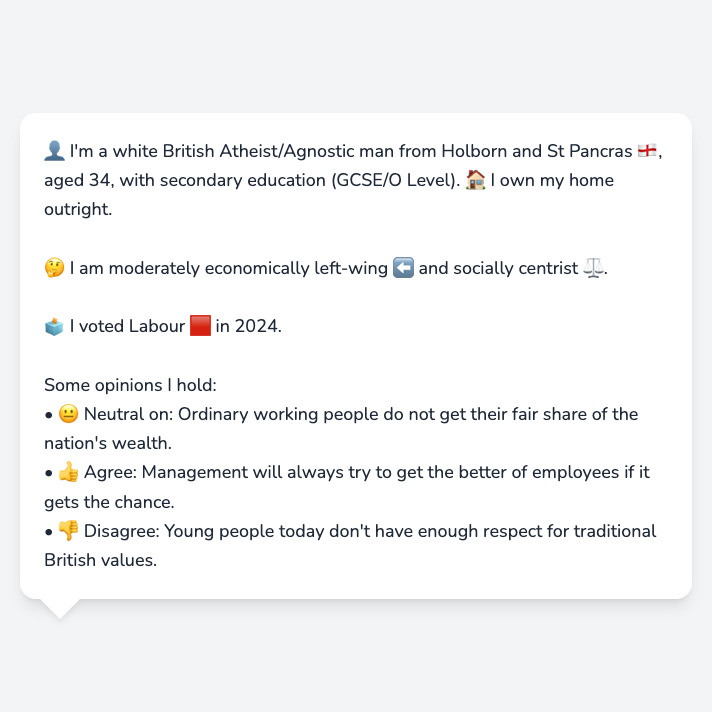 👤 I'm a white British Atheist/Agnostic man from Holborn and St Pancras 🏴󠁧󠁢󠁥󠁮󠁧󠁿,
aged 34, with secondary education (GCSE/O Level). 🏠 I own my home
outright.
🤔 I am moderately economically left-wing ⬅️ and socially centrist ⚖️.
🗳️ I voted Labour 🟥 in 2024.
Some opinions I hold:
• 😐 Neutral on: Ordinary working people do not get their fair share of the
nation's wealth.
• 👍 Agree: Management will always try to get the better of employees if it
gets the chance.
• 👎 Disagree: Young people today don't have enough respect for traditional
British values.